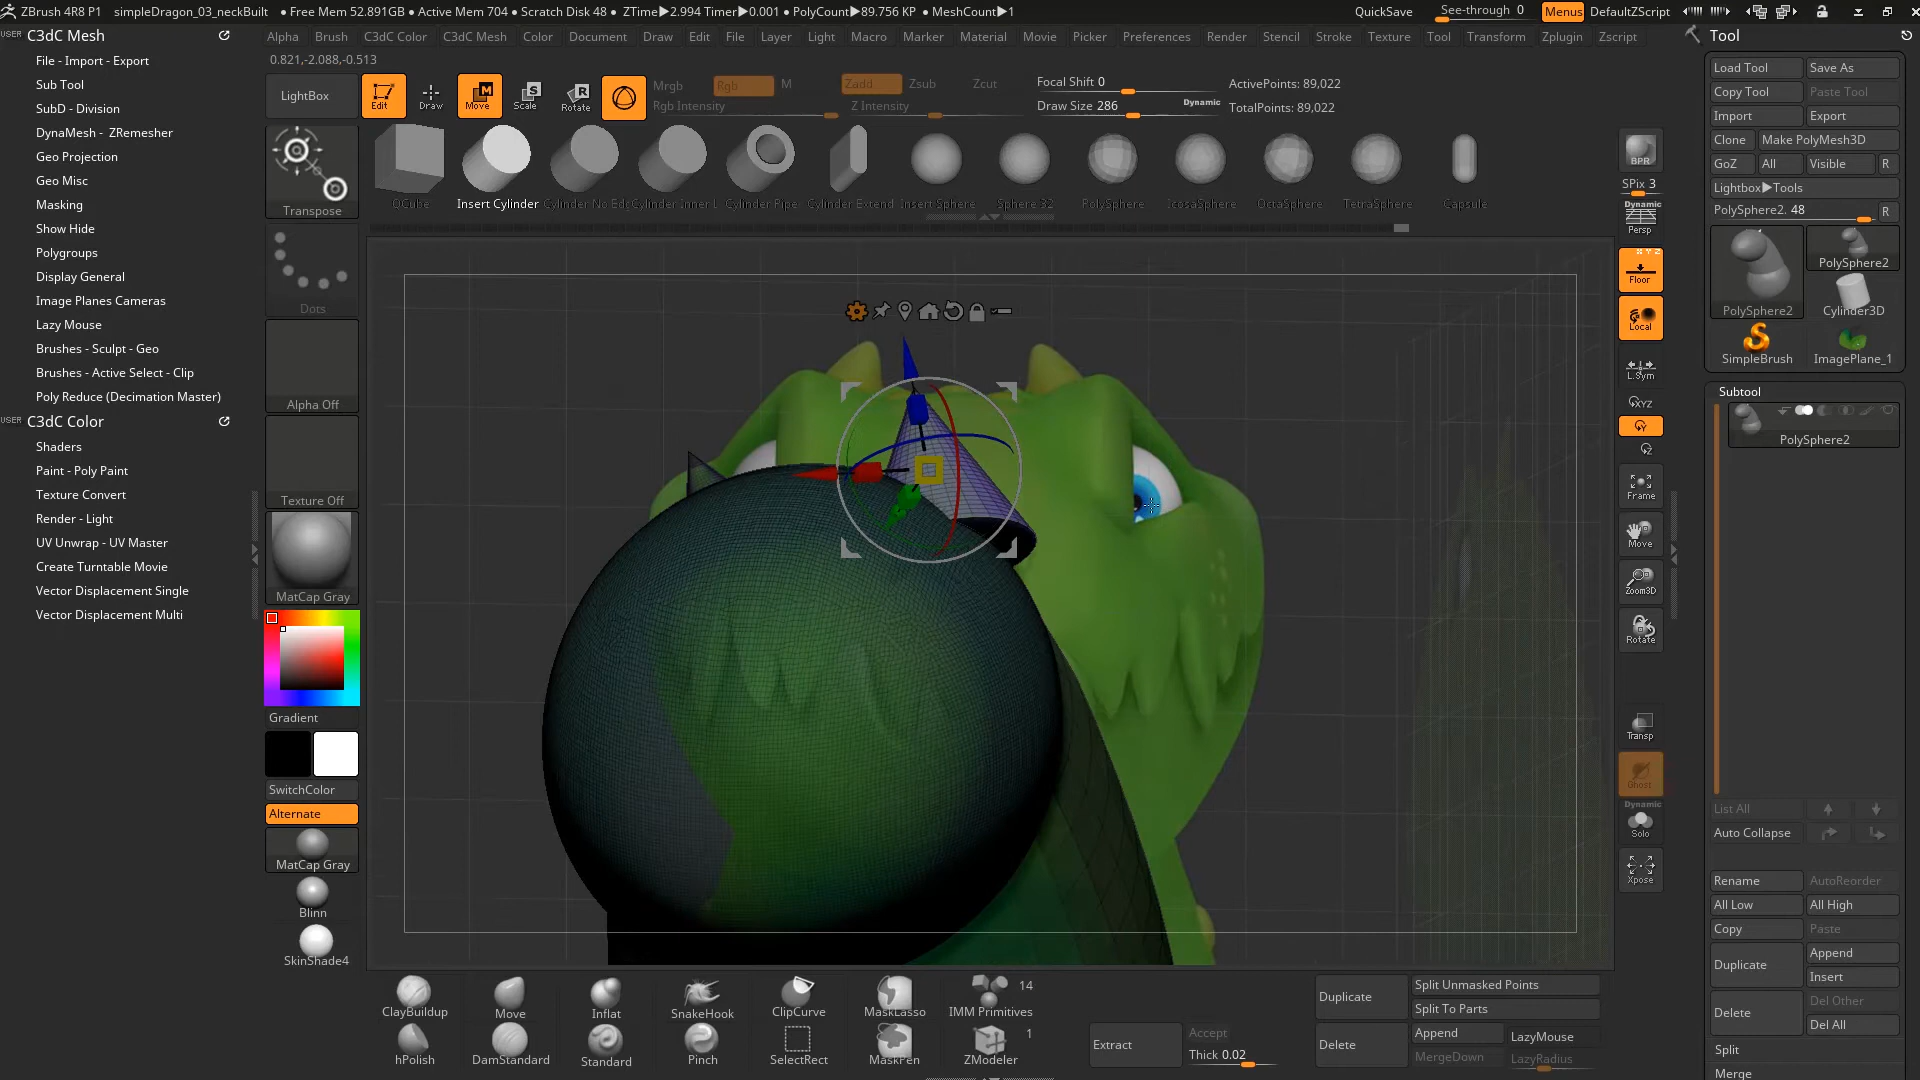 ZBrush 4R8 P1 simpleDragon_03_neckBuilt • Free Mem 52.891GB • Active Mem 704 • Scratch Disk 48 • ZTime▶2.994 Timer▶0.001 • PolyCount▶89.756 KP • MeshCount▶1 QuickSave See-through 0 Menus DefaultZScript
USER C3dC Mesh
File - Import - Export
Sub Tool
SubD - Division
DynaMesh - ZRemesher
Geo Projection
Geo Misc
Masking
Show Hide
Polygroups
Display General
Image Planes Cameras
Lazy Mouse
Brushes - Sculpt - Geo
Brushes - Active Select - Clip
Poly Reduce (Decimation Master)
USER C3dC Color
Shaders
Paint - Poly Paint
Texture Convert
Render - Light
UV Unwrap - UV Master
Create Turntable Movie
Vector Displacement Single
Vector Displacement Multi
Alpha Brush C3dC Color C3dC Mesh Color Document Draw Edit File Layer Light Macro Marker Material Movie Picker Preferences Render Stencil Stroke Texture Tool Transform Zplugin Zscript
0.821,-2.088,-0.513
LightBox Edit Draw Move Scale Rotate
Mrgb Rgb M Zadd Zsub Zcut
Rgb Intensity Z Intensity
Focal Shift 0
Draw Size 286 Dynamic
ActivePoints: 89,022
TotalPoints: 89,022
QCube Insert Cylinder Cylinder Pipe Cylinder Extend Insert Sphere Sphere 32 PolySphere IcosaSphere OctaSphere TetraSphere Capsule
Transpose
Dots
Alpha Off
Texture Off
MatCap Gray
Gradient
SwitchColor
Alternate
MatCap Gray
Blinn
SkinShade4
BPR
SPix 3
Dynamic
Persp
X Y Z
Floor
Local
L.Sym
XYZ
Y
Z
Frame
Move
Zoom3D
Rotate
Transp
Ghost
Dynamic
Solo
Xpose
Tool
Load Tool Save As
Copy Tool Paste Tool
Import Export
Clone Make PolyMesh3D
GoZ All Visible R
Lightbox▶Tools
PolySphere2. 48 R
PolySphere2
PolySphere2 Cylinder3D
SimpleBrush ImagePlane_1
Subtool
PolySphere2
List All
Auto Collapse
Rename AutoReorder
All Low All High
Copy Paste
Duplicate Append
Insert
Delete Del Other
Del All
Split
Merge
ClayBuildup Move Inflat SnakeHook ClipCurve MaskLasso IMM Primitives 14
hPolish DamStandard Standard Pinch SelectRect MaskPen ZModeler 1
Extract Accept
Thick 0.02
Duplicate Split Unmasked Points
Split To Parts
Delete Append LazyMouse
MergeDown LazyRadius